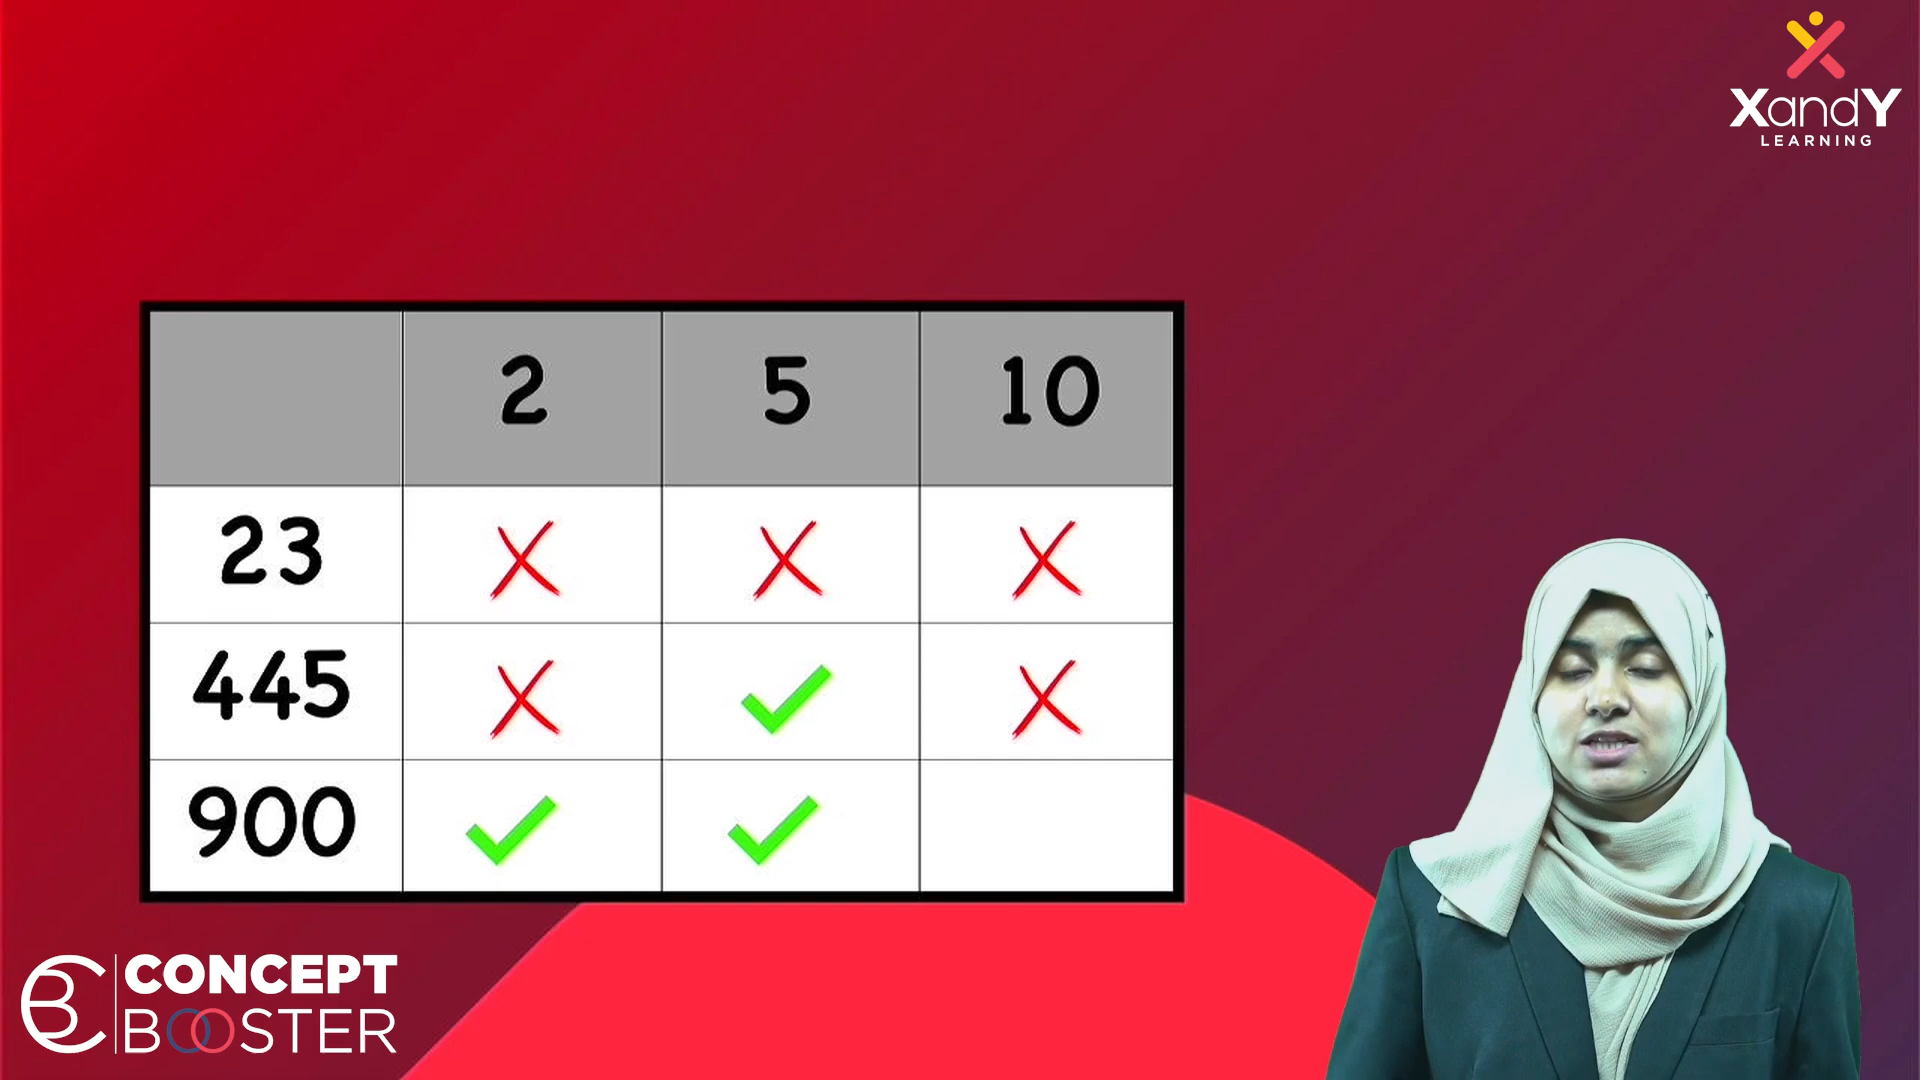 XandY
LEARNING
2 5 10
23
445
900
CONCEPT
BOOSTER